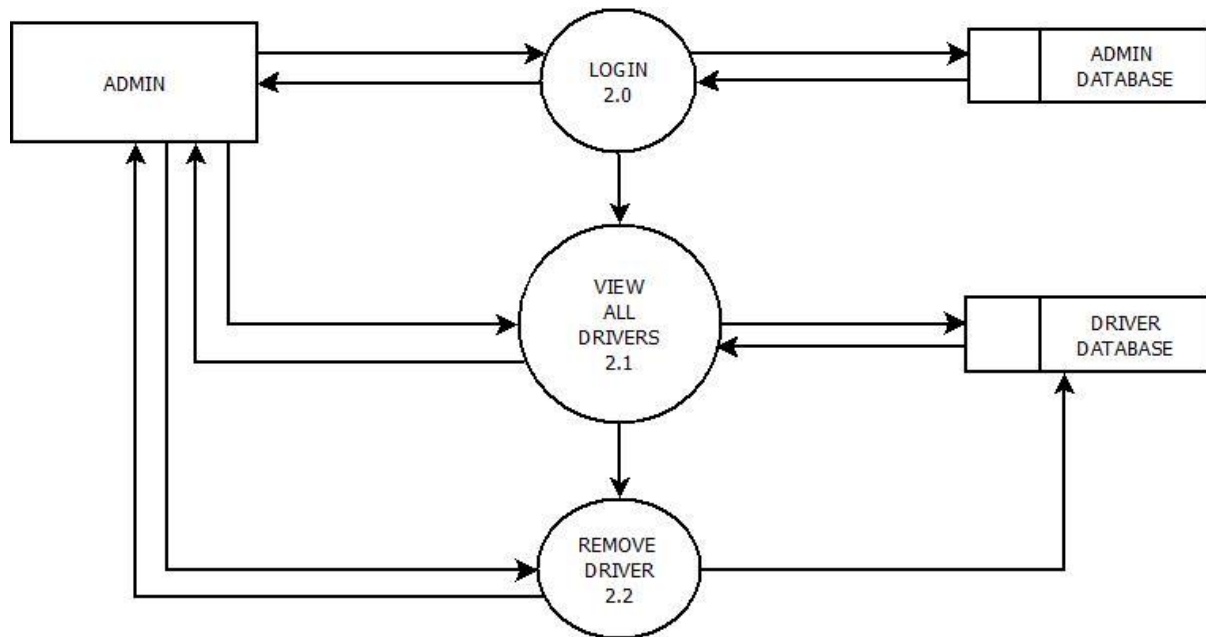 ADMIN
LOGIN
2.0
ADMIN
DATABASE
VIEW
ALL
DRIVERS
2.1
DRIVER
DATABASE
REMOVE
DRIVER
2.2